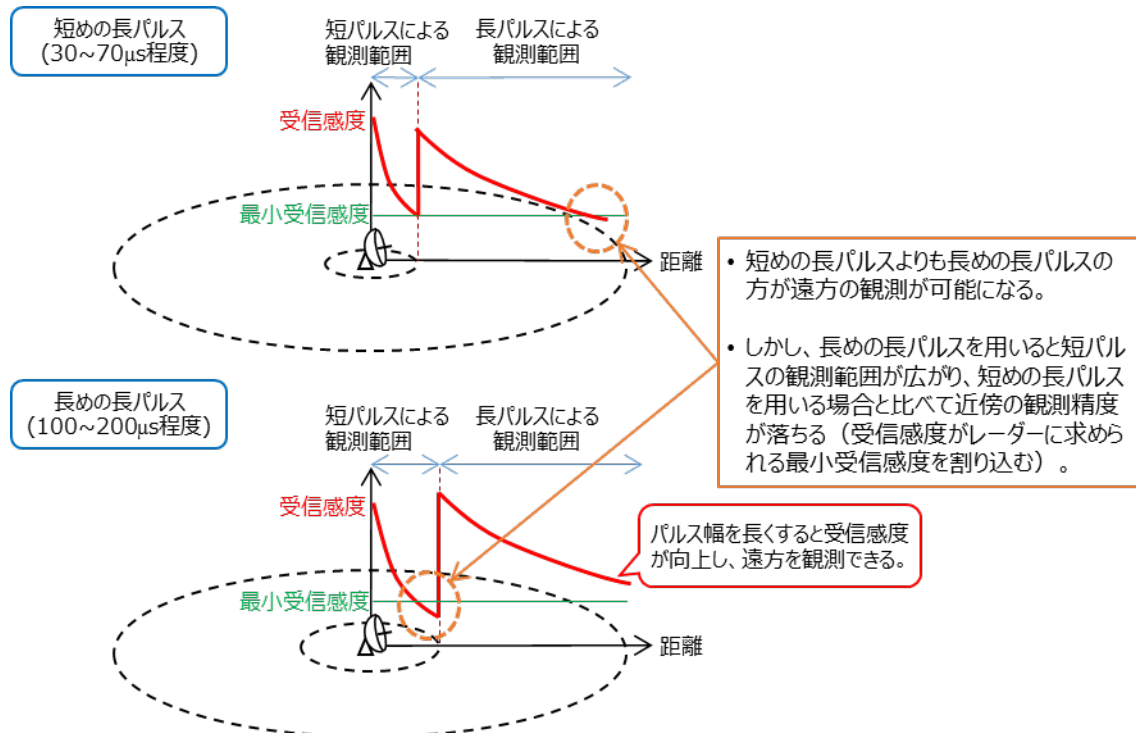 短めの長パルス
(30~70μs程度)
短パルスによる
観測範囲
長パルスによる
観測範囲
受信感度
最小受信感度
距離
• 短めの長パルスよりも長めの長パルスの
方が遠方の観測が可能になる。
• しかし、長めの長パルスを用いると短パル
スの観測範囲が広がり、短めの長パルス
を用いる場合と比べて近傍の観測精度
が落ちる（受信感度がレーダーに求めら
れる最小受信感度を割り込む）。
長めの長パルス
(100~200μs程度)
短パルスによる
観測範囲
長パルスによる
観測範囲
受信感度
パルス幅を長くすると受信感度
が向上し、遠方を観測できる。
最小受信感度
距離